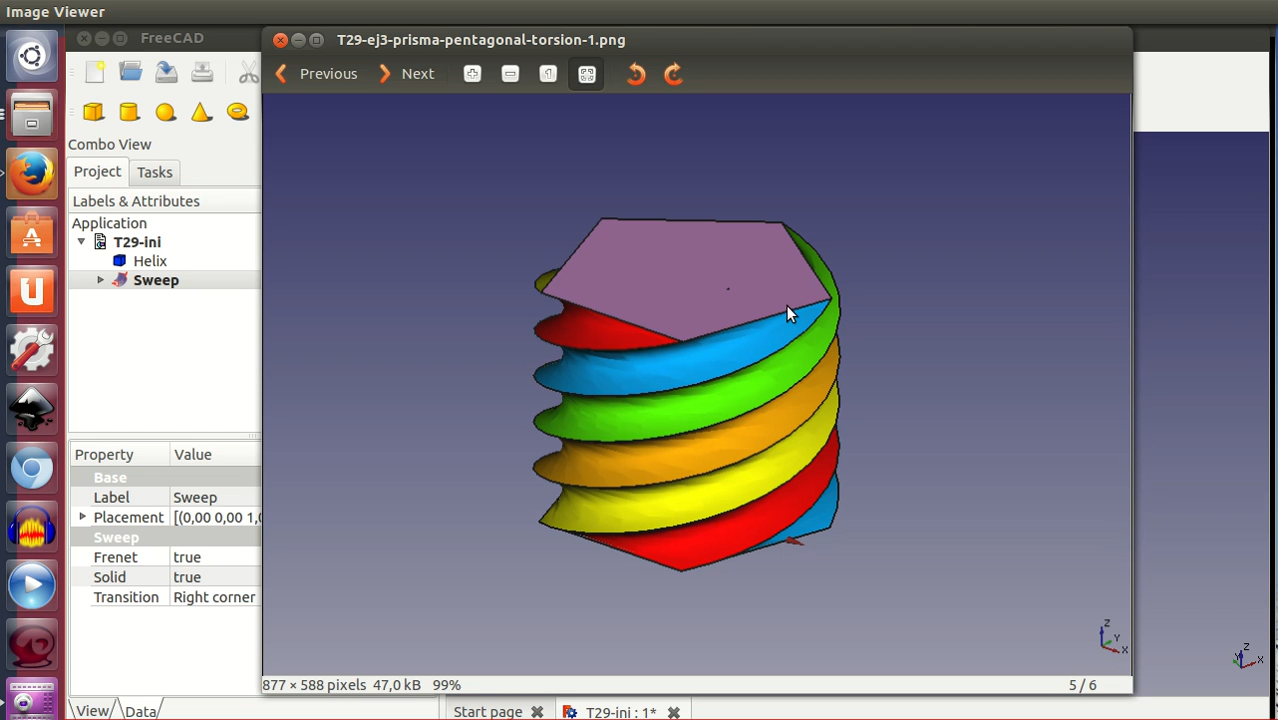 Image Viewer
FreeCAD
T29-ej3-prisma-pentagonal-torsion-1.png
Previous
Next
1
Combo View
Project
Tasks
Labels & Attributes
Application
T29-ini
Helix
Sweep
Property
Value
Base
Label
Sweep
Placement
[(0,00 0,00 1,0
Sweep
Frenet
true
Solid
true
Transition
Right corner
Z
Y
X
Z
Y
X
877 × 588 pixels 47,0 kB 99%
5 / 6
View
Data
Start page
T29-ini : 1*